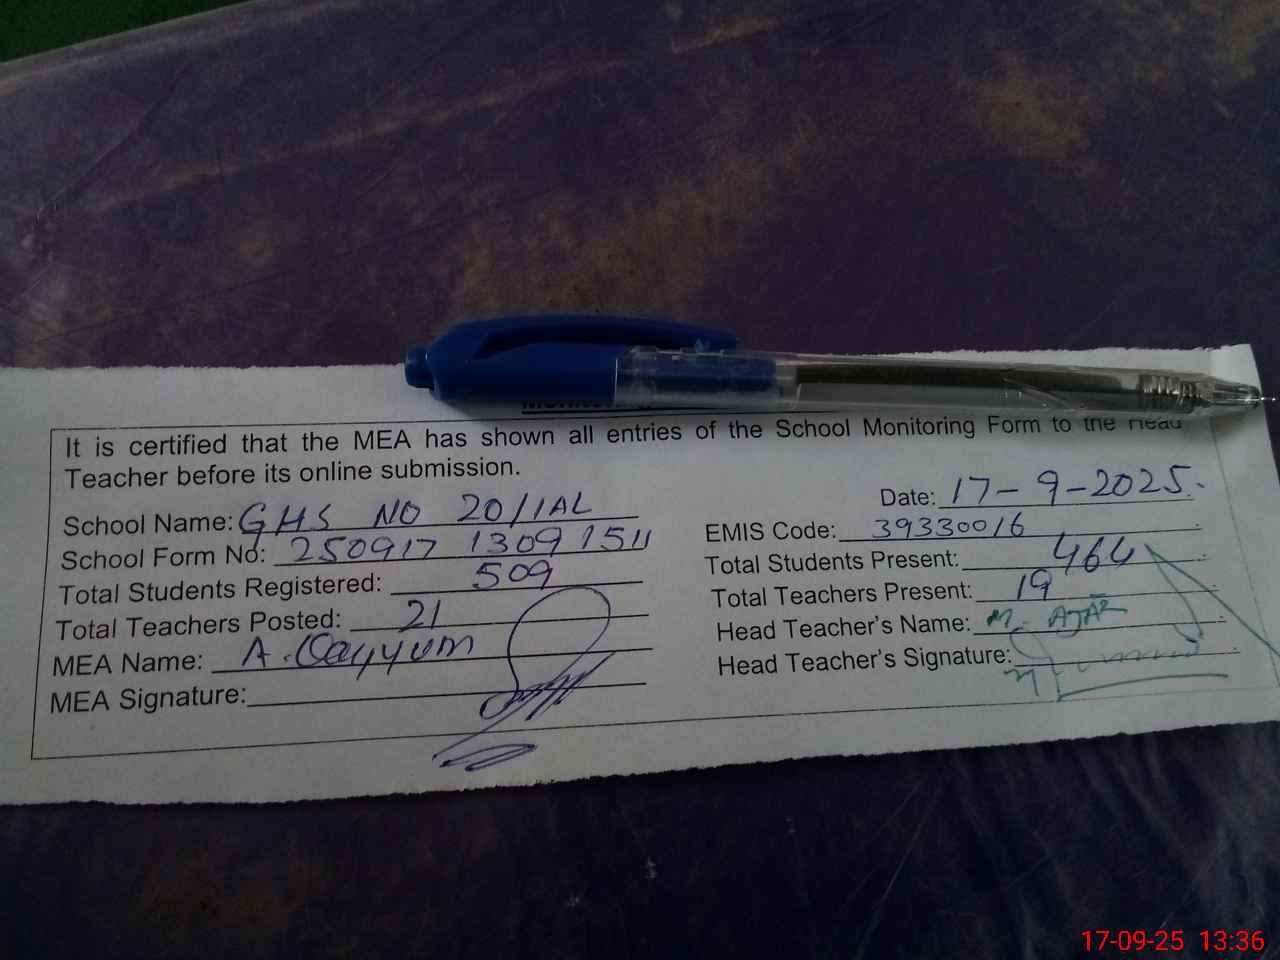 It is certified that the MEA has shown all entries of the School Monitoring Form to the Head
Teacher before its online submission.
Date: 17-9-2025.
School Name: GHS NO 20/1AL
EMIS Code: 39330016
School Form No: 250917 13091511
Total Students Present: 464
Total Students Registered: 509
Total Teachers Present: 19
Total Teachers Posted: 21
Head Teacher's Name: M.
MEA Name: A. Qayyum
Head Teacher's Signature:
MEA Signature:
17-09-25 13:36